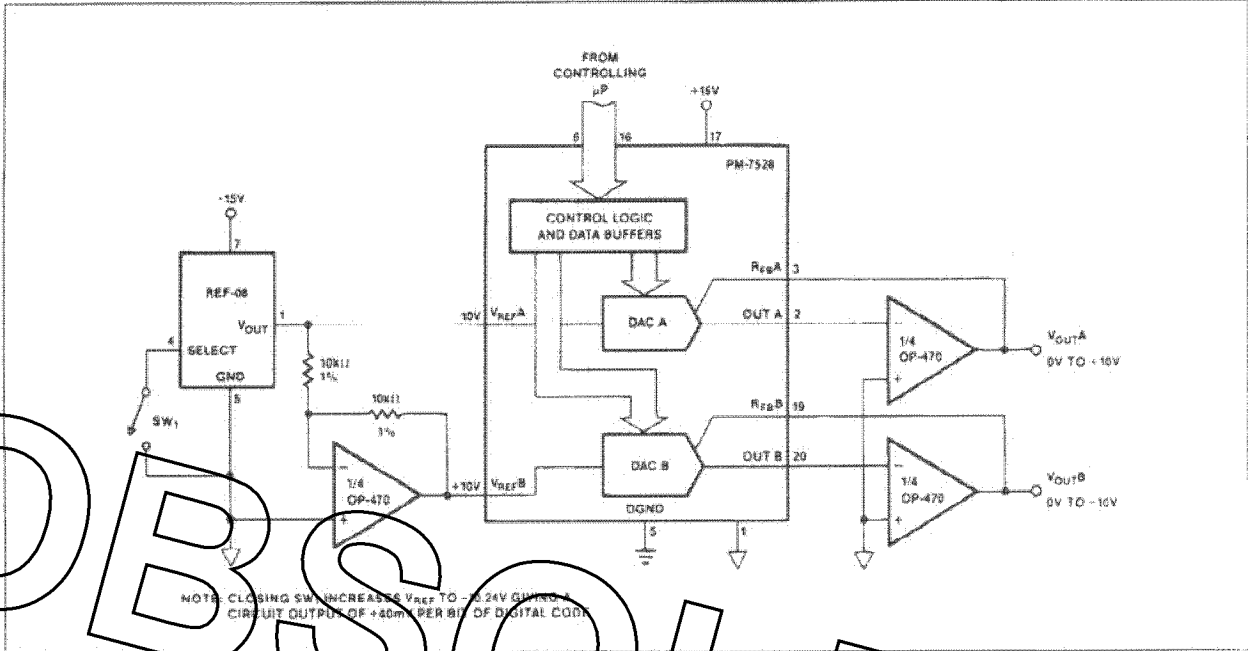 FROM
CONTROLLING
µP
+15V
6
16
17
PM-7528
-15V
7
CONTROL LOGIC
AND DATA BUFFERS
REF-08
RFBA
3
1
VOUT
10V
VREFA
DAC A
OUT A
2
4
SELECT
1/4
OP-470
VOUTA
0V TO +10V
10kΩ
1%
GND
5
10kΩ
1%
SW1
RFBB
19
DAC B
OUT B
20
+10V
VREFB
1/4
OP-470
1/4
OP-470
VOUTB
0V TO -10V
DGND
5
1
NOTE: CLOSING SW1 INCREASES VREF TO -10.24V GIVING A
CIRCUIT OUTPUT OF +40mV PER BIT OF DIGITAL CODE